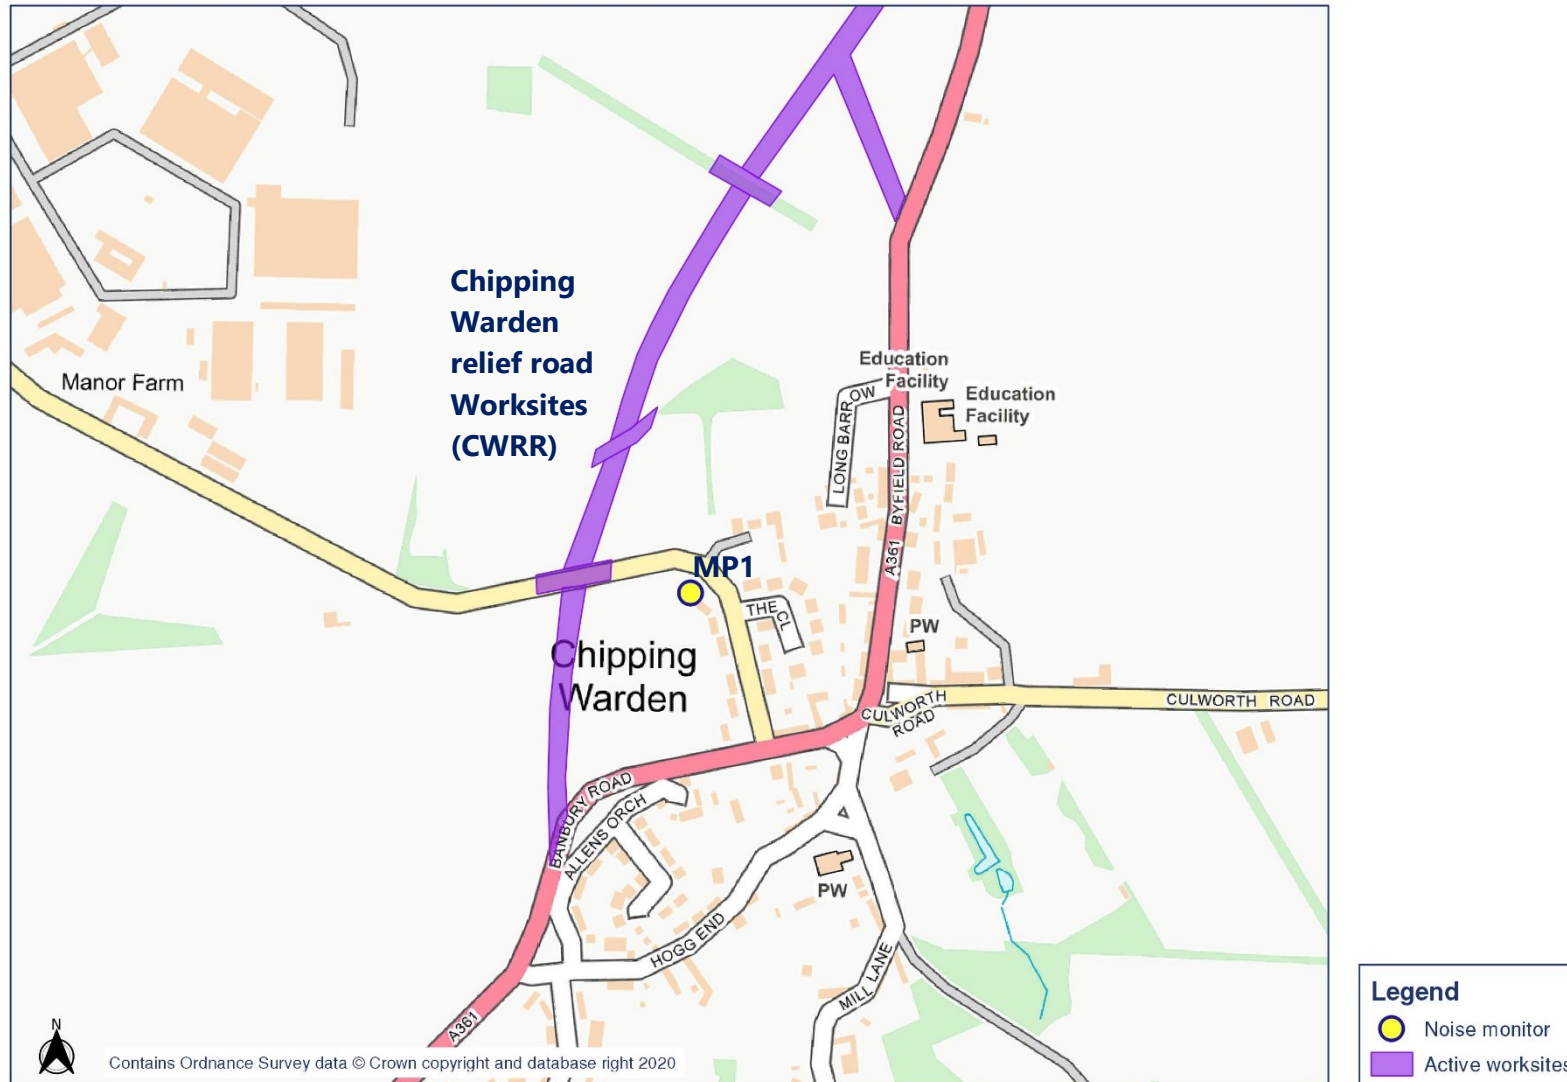 Chipping
Warden
relief road
Worksites
(CWRR)
Manor Farm
Education
Facility
Education
Facility
LONG BARROW
A361 BYFIELD ROAD
MP1
THE CL
PW
Chipping
Warden
CULWORTH
ROAD
CULWORTH ROAD
BANBURY ROAD
ALLENS ORCH
PW
HOGG END
MILL LANE
A361
N
Contains Ordnance Survey data © Crown copyright and database right 2020
Legend
Noise monitor
Active worksites